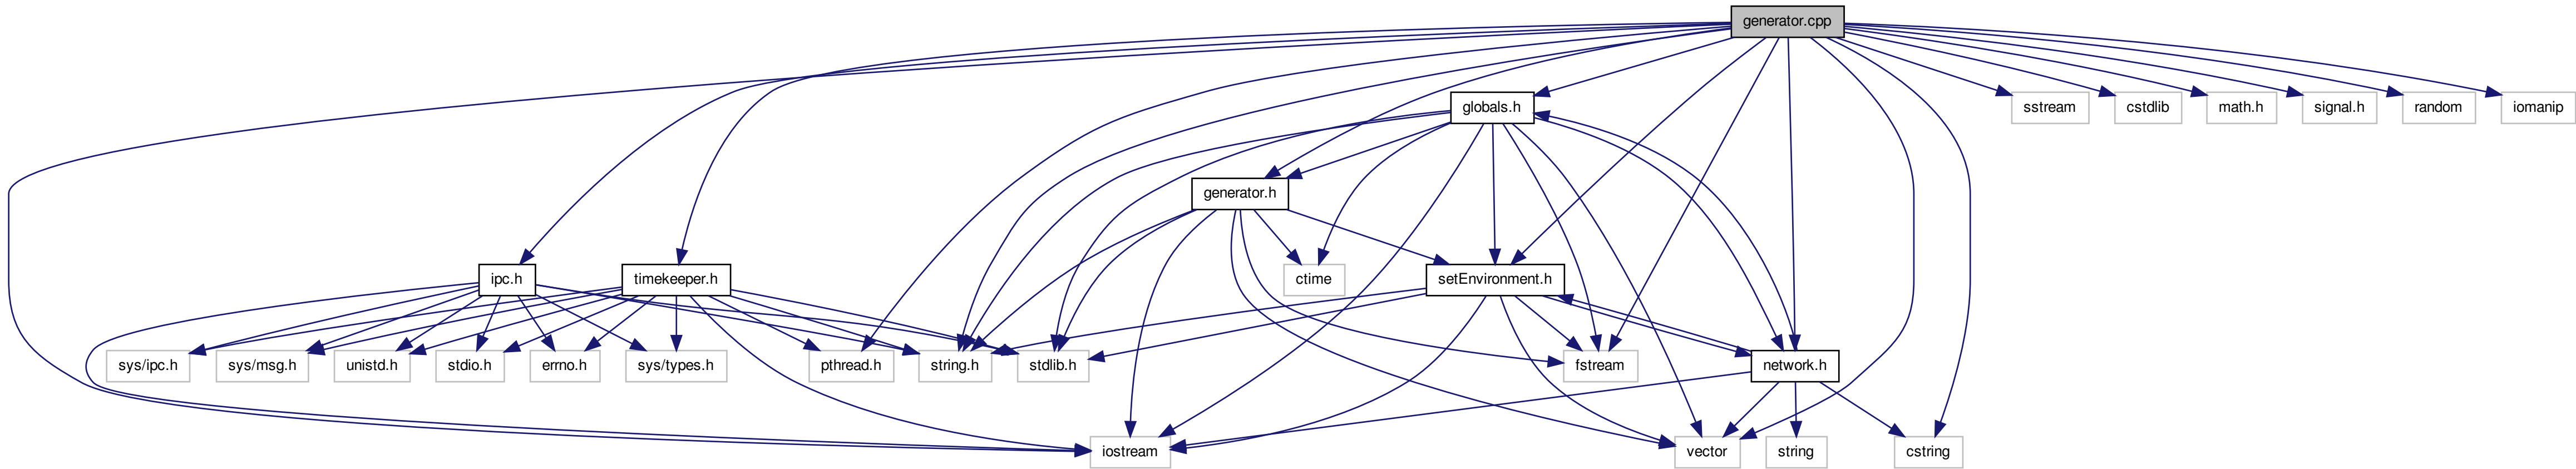 generator.cpp
globals.h
sstream
cstdlib
math.h
signal.h
random
iomanip
generator.h
ipc.h
timekeeper.h
ctime
setEnvironment.h
sys/ipc.h
sys/msg.h
unistd.h
stdio.h
errno.h
sys/types.h
pthread.h
string.h
stdlib.h
fstream
network.h
iostream
vector
string
cstring